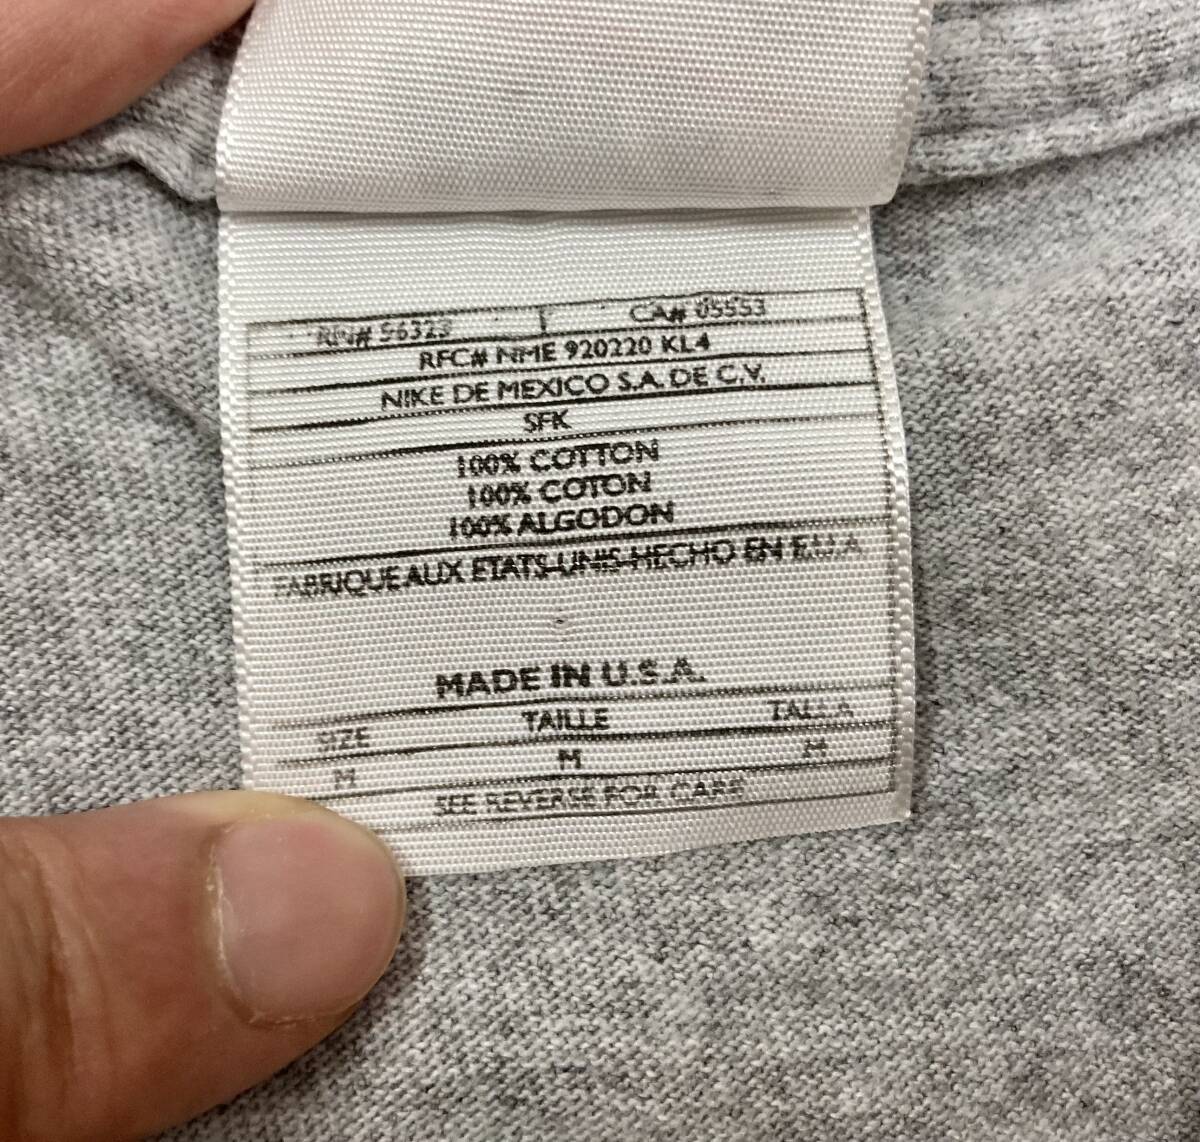 RN# 56323 CA# 05553
RFC# NME 920220 KL4
NIKE DE MEXICO S.A. DE C.V.
SFK
100% COTTON
100% COTON
100% ALGODON
FABRIQUE AUX ETATS-UNIS-HECHO EN E.U.A
MADE IN U.S.A.
SIZE TAILLE TALLA
M M M
SEE REVERSE FOR CARE